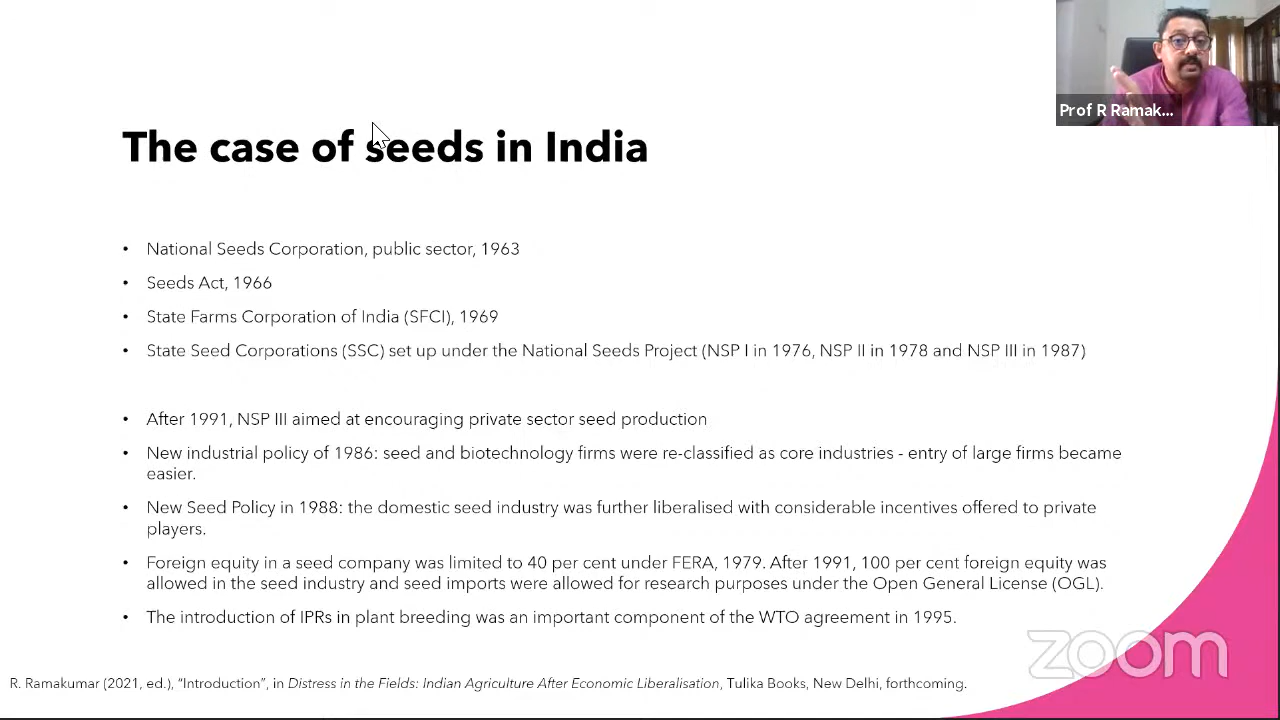 Prof R Ramak...
The case of seeds in India
• National Seeds Corporation, public sector, 1963
• Seeds Act, 1966
• State Farms Corporation of India (SFCI), 1969
• State Seed Corporations (SSC) set up under the National Seeds Project (NSP I in 1976, NSP II in 1978 and NSP III in 1987)
• After 1991, NSP III aimed at encouraging private sector seed production
• New industrial policy of 1986: seed and biotechnology firms were re-classified as core industries - entry of large firms became
easier.
• New Seed Policy in 1988: the domestic seed industry was further liberalised with considerable incentives offered to private
players.
• Foreign equity in a seed company was limited to 40 per cent under FERA, 1979. After 1991, 100 per cent foreign equity was
allowed in the seed industry and seed imports were allowed for research purposes under the Open General License (OGL).
• The introduction of IPRs in plant breeding was an important component of the WTO agreement in 1995.
zoom
R. Ramakumar (2021, ed.), “Introduction”, in Distress in the Fields: Indian Agriculture After Economic Liberalisation, Tulika Books, New Delhi, forthcoming.